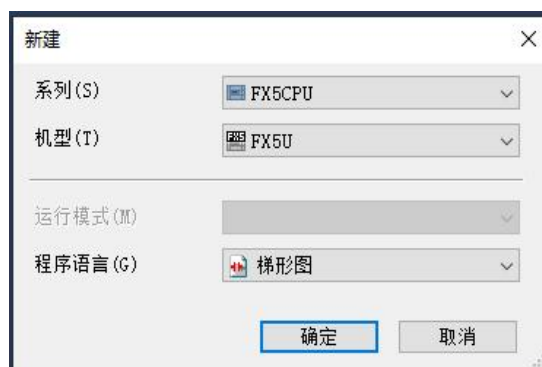 新建
系列(S) FX5CPU
机型(T) FX5U
运行模式(M)
程序语言(G) 梯形图
确定 取消